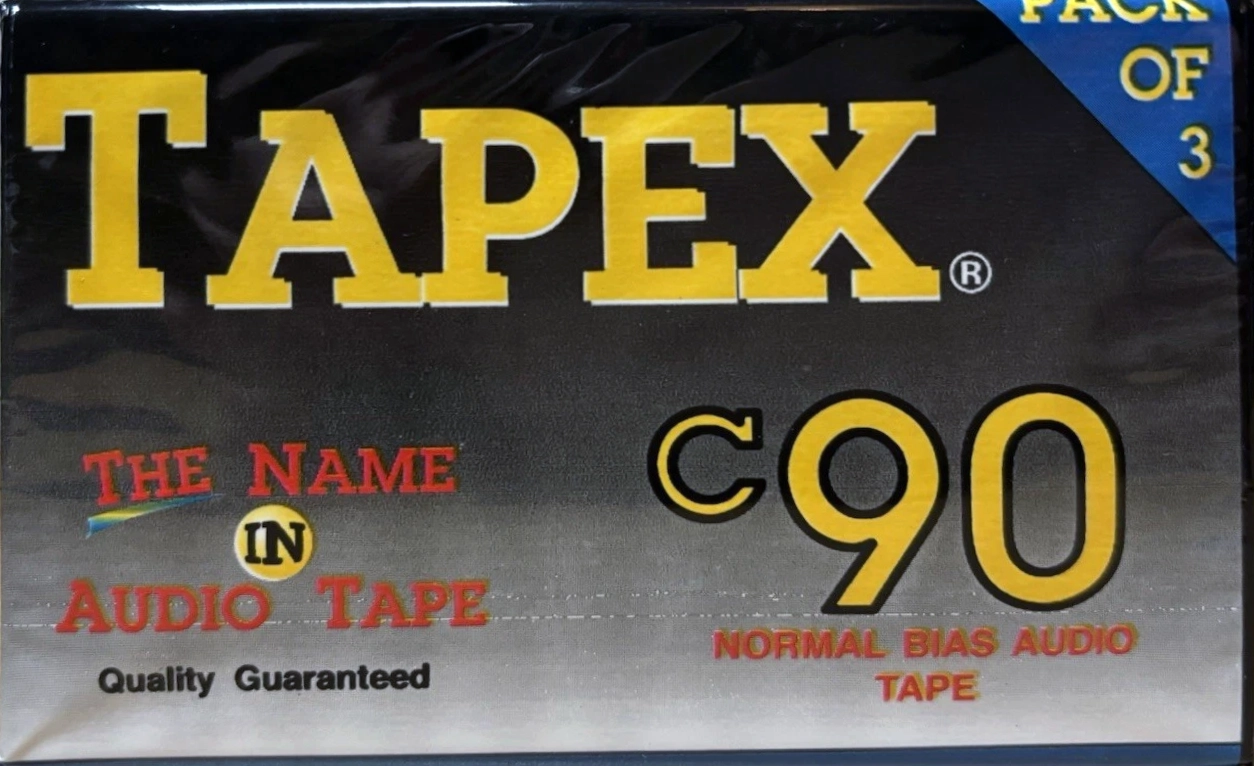 PACK
OF
3
TAPEX®
THE NAME
IN
AUDIO TAPE
Quality Guaranteed
C90
NORMAL BIAS AUDIO
TAPE